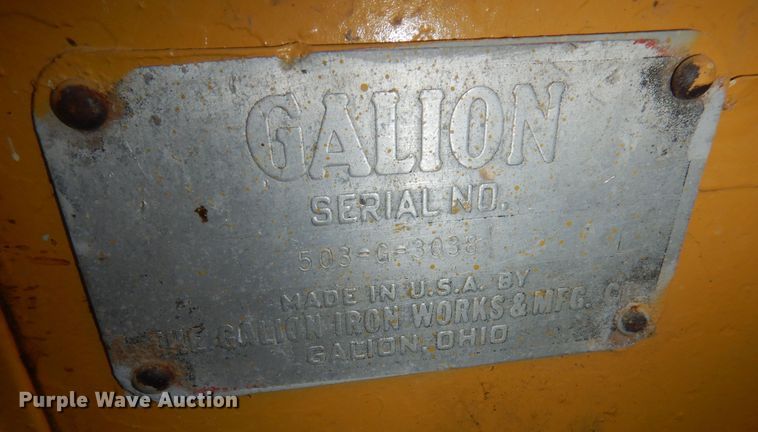 GALION
SERIAL NO.
503-G-3038
MADE IN U.S.A. BY
THE GALION IRON WORKS & MFG. CO.
GALION, OHIO
Purple Wave Auction